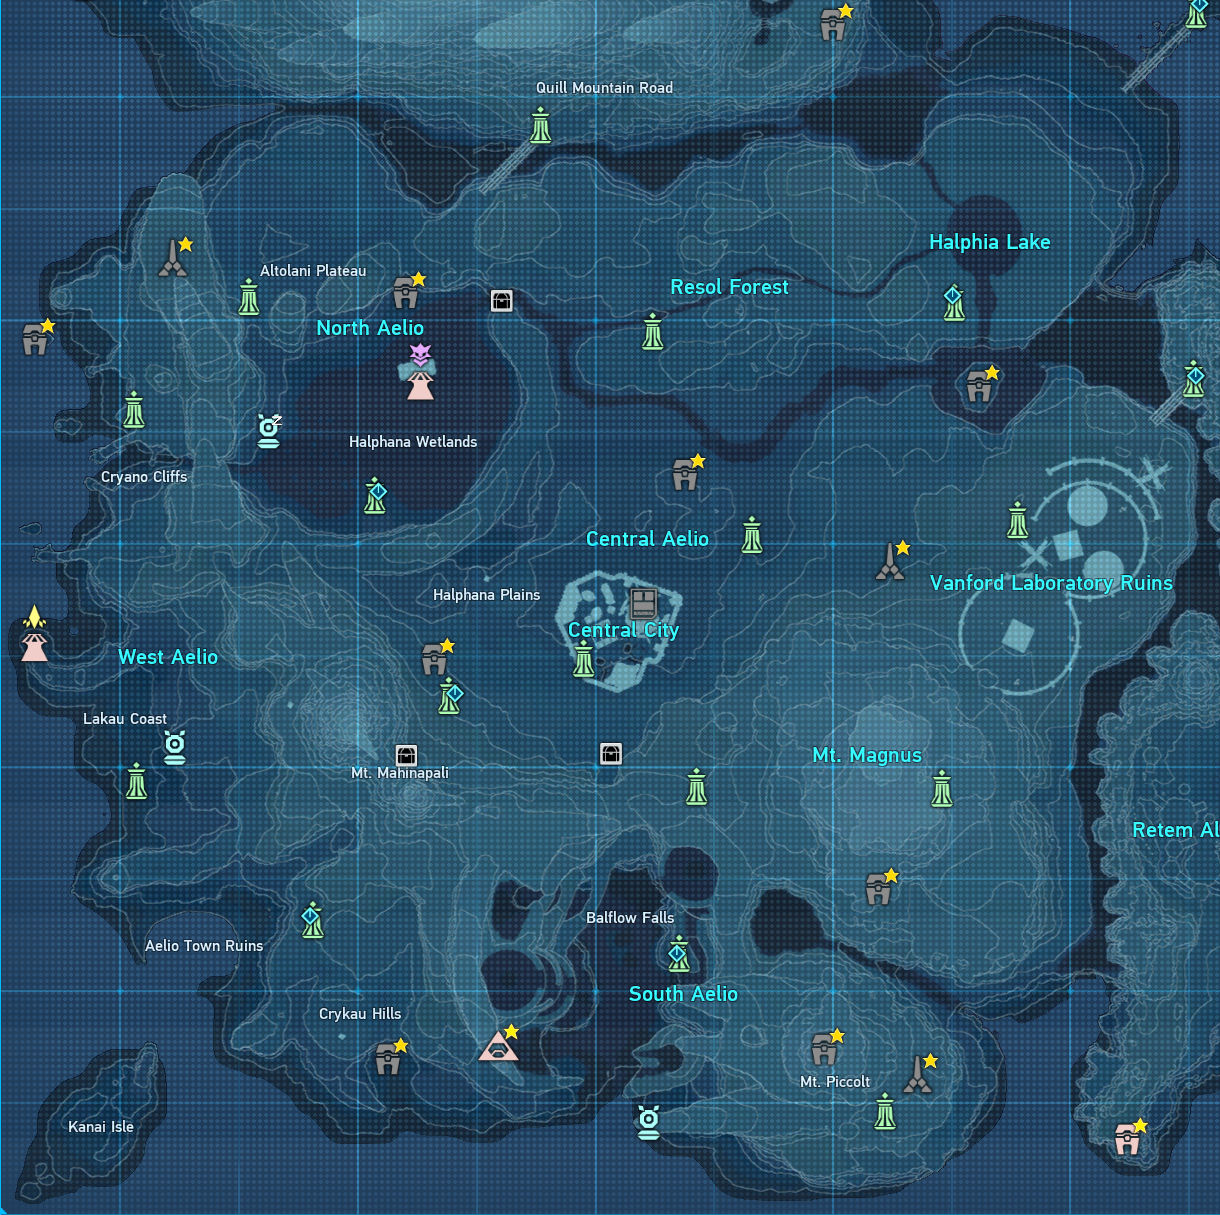 Quill Mountain Road
Halphia Lake
Altolani Plateau
Resol Forest
North Aelio
Halphana Wetlands
Cryano Cliffs
Central Aelio
Vanford Laboratory Ruins
Halphana Plains
Central City
West Aelio
Lakau Coast
Mt. Magnus
Mt. Mahinapali
Retem Al
Balflow Falls
Aelio Town Ruins
South Aelio
Crykau Hills
Mt. Piccolt
Kanai Isle